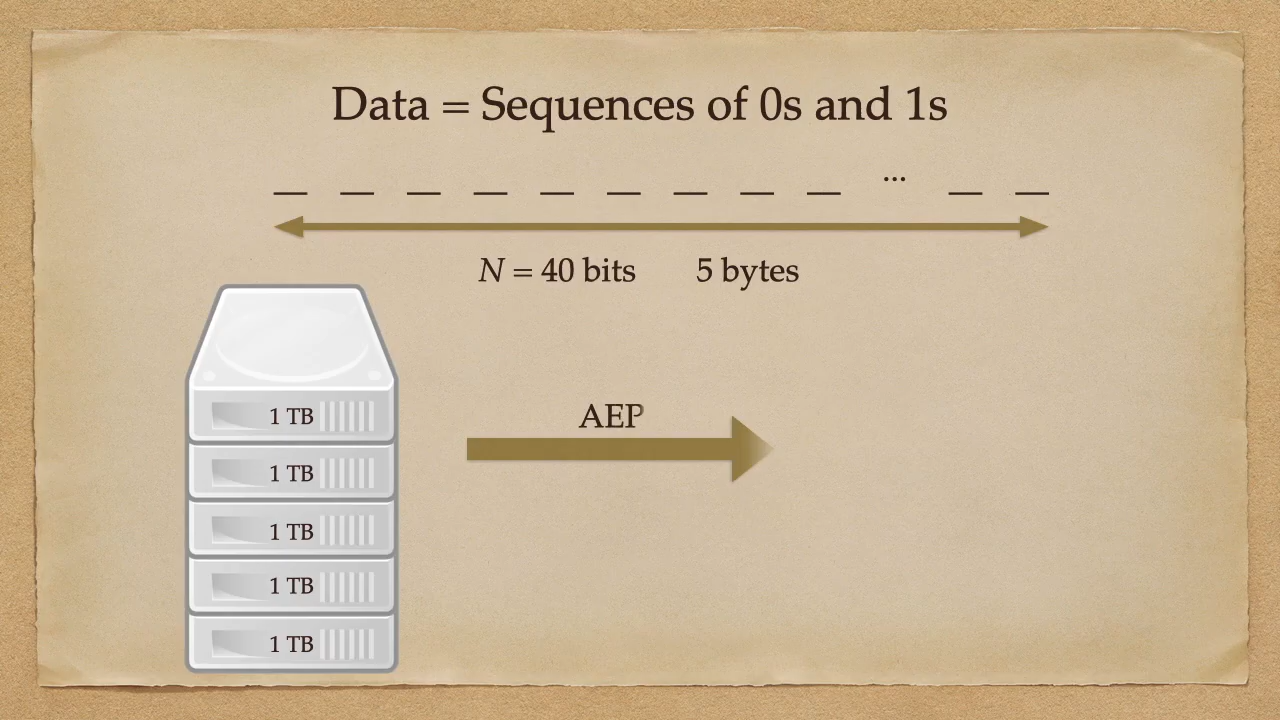 Data = Sequences of 0s and 1s
...
N = 40 bits 5 bytes
AEP
1 TB
1 TB
1 TB
1 TB
1 TB